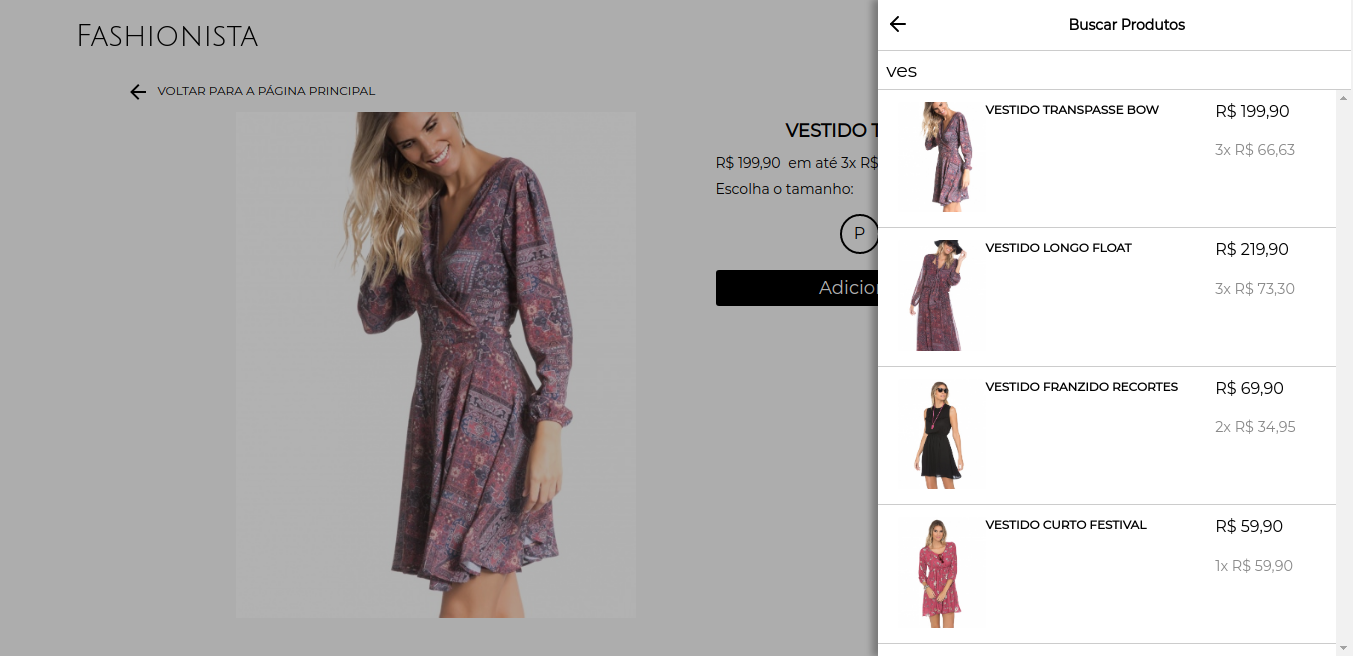 FASHIONISTA
VOLTAR PARA A PÁGINA PRINCIPAL
VESTIDO
R$ 199,90 em até 3x R$
Escolha o tamanho:
P
Buscar Produtos
ves
VESTIDO TRANSPASSE BOW
R$ 199,90
3x R$ 66,63
VESTIDO LONGO FLOAT
R$ 219,90
3x R$ 73,30
VESTIDO FRANZIDO RECORTES
R$ 69,90
2x R$ 34,95
VESTIDO CURTO FESTIVAL
R$ 59,90
1x R$ 59,90